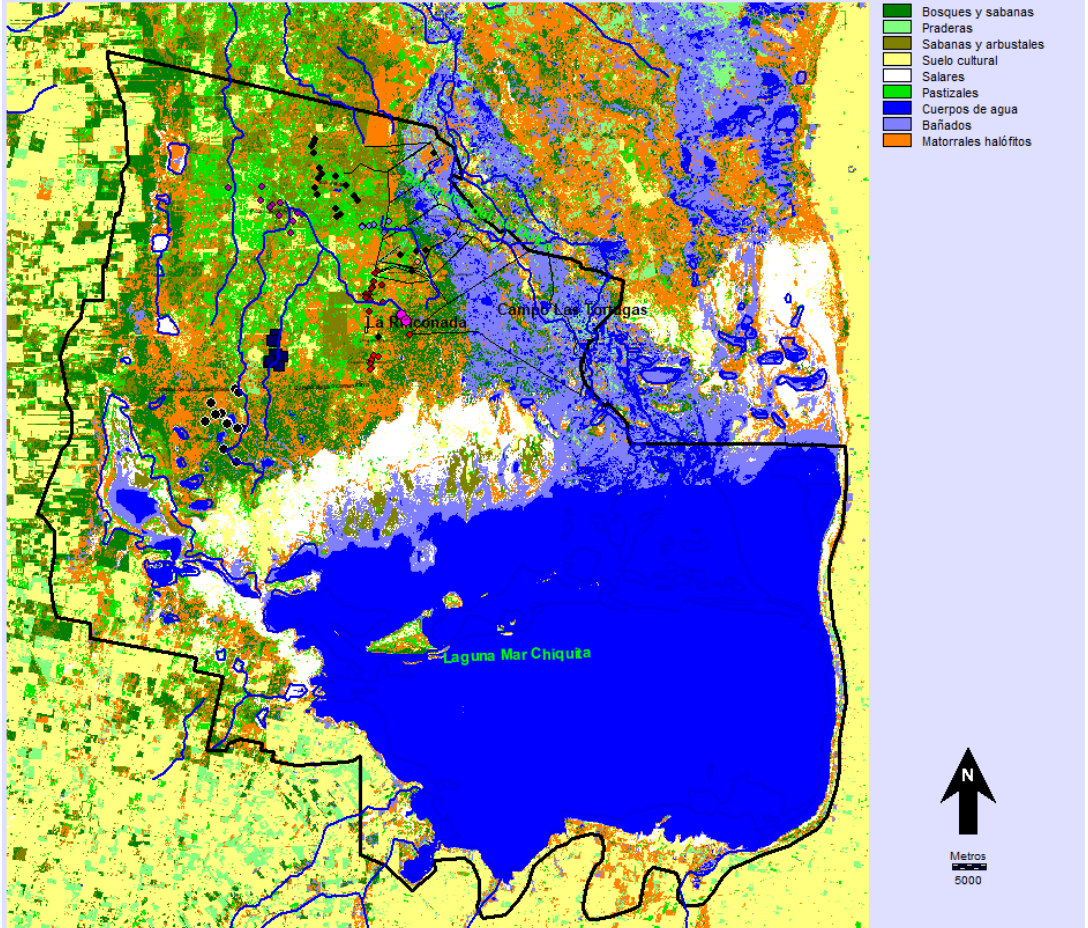 Bosques y sabanas
Praderas
Sabanas y arbustales
Suelo cultural
Salares
Pastizales
Cuerpos de agua
Bañados
Matorrales halófitos
Campo Las Tortugas
La Rinconada
Laguna Mar Chiquita
N
Metros
5000